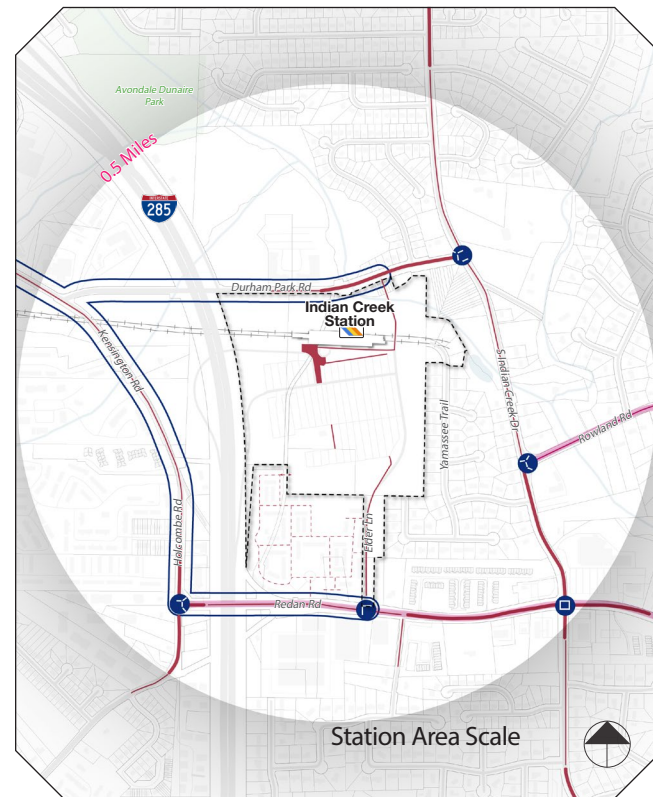 Avondale Dunaire
Park
0.5 Miles
INTERSTATE
285
Durham Park Rd
Indian Creek
Station
Kensington Rd
S Indian Creek Dr
Rowland Rd
Yamassee Trail
Holcombe Rd
Elder Ln
Redan Rd
Station Area Scale